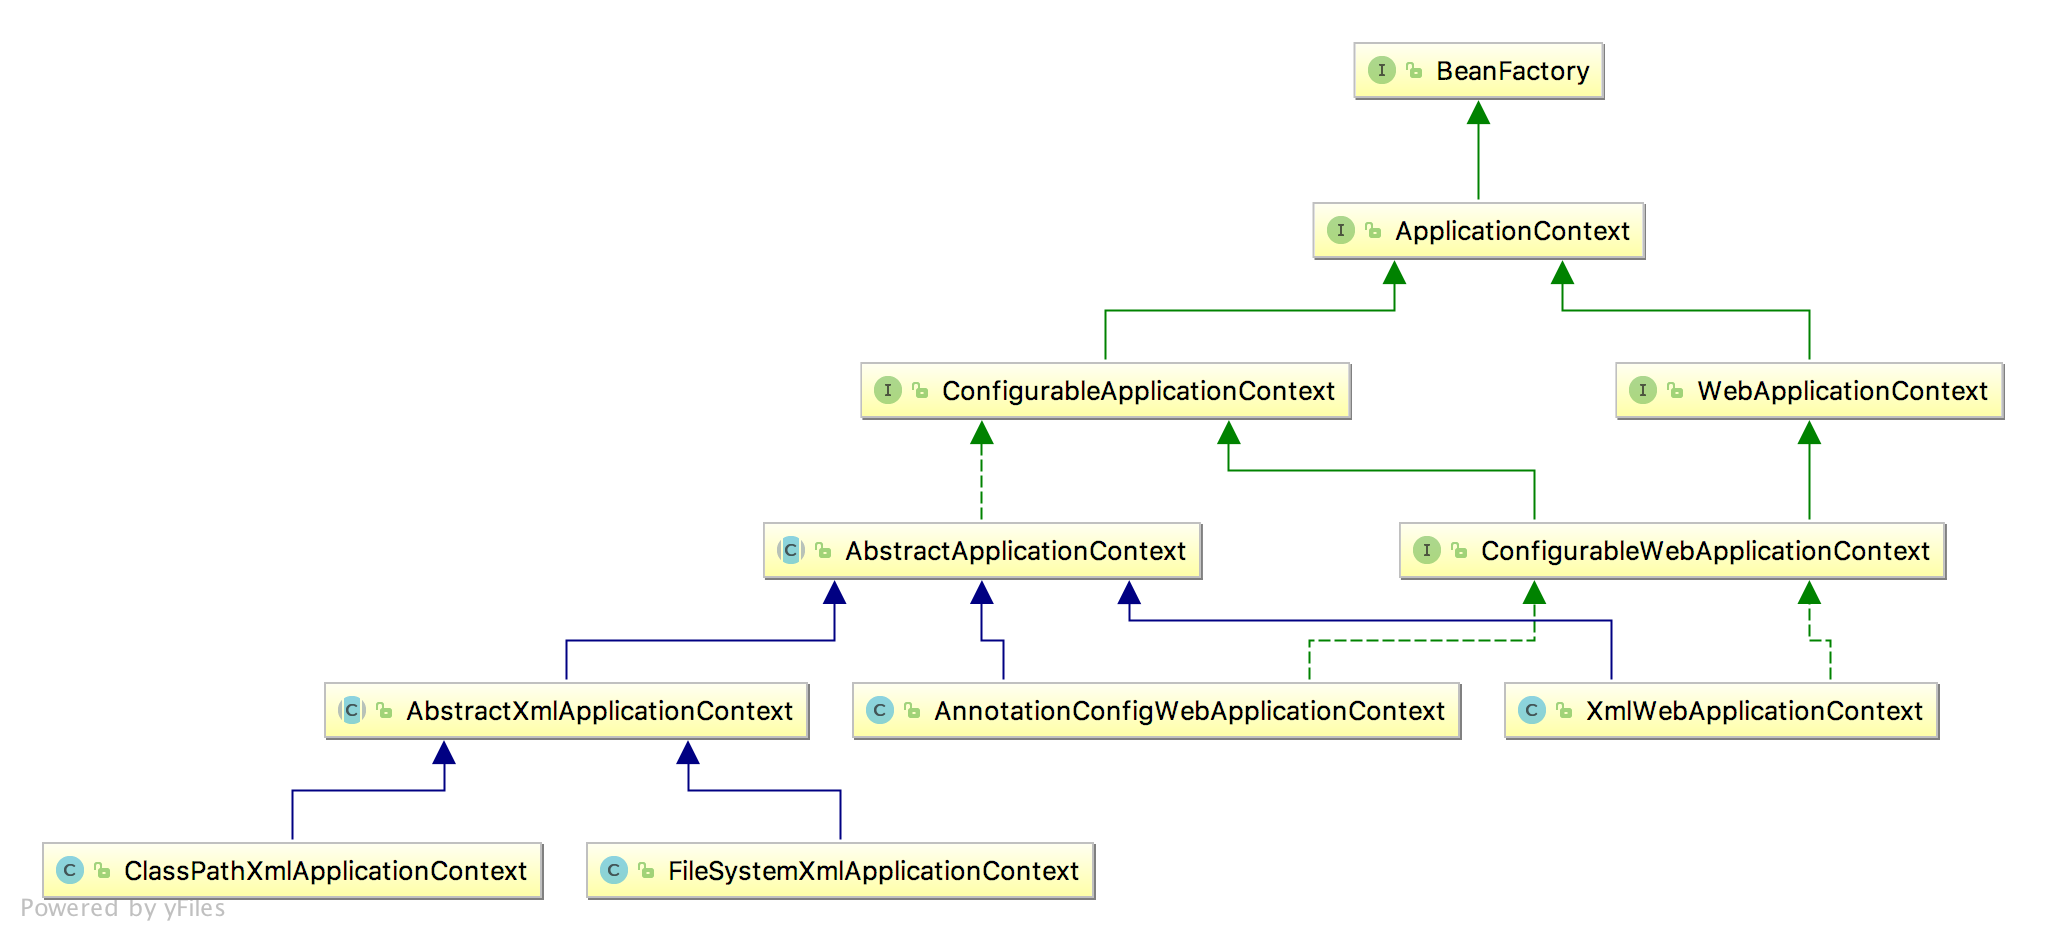 I BeanFactory
I ApplicationContext
I ConfigurableApplicationContext
I WebApplicationContext
C AbstractApplicationContext
I ConfigurableWebApplicationContext
C AbstractXmlApplicationContext
C AnnotationConfigWebApplicationContext
C XmlWebApplicationContext
C ClassPathXmlApplicationContext
C FileSystemXmlApplicationContext
Powered by yFiles